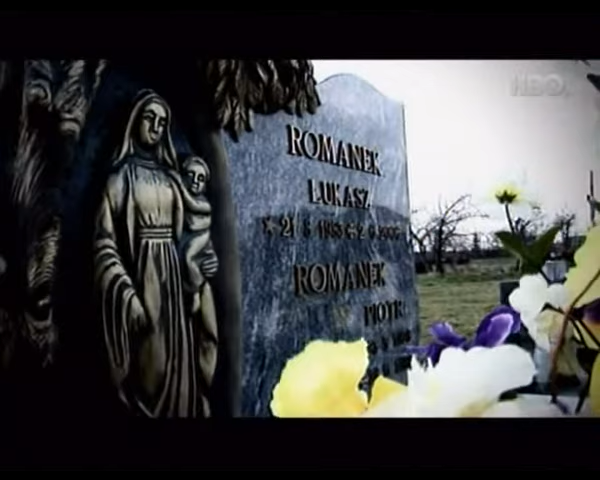 HBO
ROMANEK
ŁUKASZ
ROMANEK
PIOTR